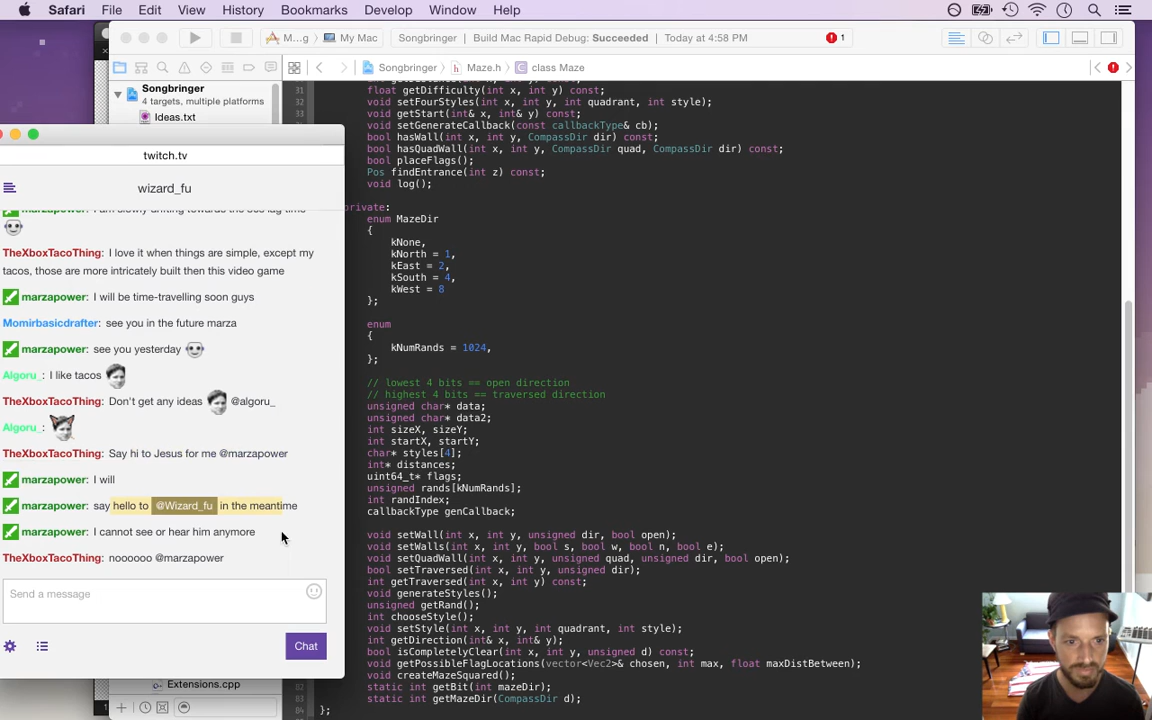 Safari File Edit View History Bookmarks Develop Window Help
M...g My Mac Songbringer Build Mac Rapid Debug: Succeeded Today at 4:58 PM 1
Songbringer Maze.h class Maze
Songbringer
4 targets, multiple platforms
Ideas.txt
twitch.tv
wizard_fu
TheXboxTacoThing: I love it when things are simple, except my
tacos, those are more intricately built then this video game
marzapower: I will be time-travelling soon guys
Momirbasicdrafter: see you in the future marza
marzapower: see you yesterday
Algoru_: I like tacos
TheXboxTacoThing: Don't get any ideas @algoru_
Algoru_:
TheXboxTacoThing: Say hi to Jesus for me @marzapower
marzapower: I will
marzapower: say hello to @Wizard_fu in the meantime
marzapower: I cannot see or hear him anymore
TheXboxTacoThing: noooooo @marzapower
Send a message
Chat
Extensions.cpp
31 float getDifficulty(int x, int y) const;
32 void setFourStyles(int x, int y, int quadrant, int style);
33 void getStart(int& x, int& y) const;
34 void setGenerateCallback(const callbackType& cb);
bool hasWall(int x, int y, CompassDir dir) const;
bool hasQuadWall(int x, int y, CompassDir quad, CompassDir dir) const;
bool placeFlags();
Pos findEntrance(int z) const;
void log();
private:
enum MazeDir
{
kNone,
kNorth = 1,
kEast = 2,
kSouth = 4,
kWest = 8
};
enum
{
kNumRands = 1024,
};
// lowest 4 bits == open direction
// highest 4 bits == traversed direction
unsigned char* data;
unsigned char* data2;
int sizeX, sizeY;
int startX, startY;
char* styles[4];
int* distances;
uint64_t* flags;
unsigned rands[kNumRands];
int randIndex;
callbackType genCallback;
void setWall(int x, int y, unsigned dir, bool open);
void setWalls(int x, int y, bool s, bool w, bool n, bool e);
void setQuadWall(int x, int y, unsigned quad, unsigned dir, bool open);
bool setTraversed(int x, int y, unsigned dir);
int getTraversed(int x, int y) const;
void generateStyles();
unsigned getRand();
int chooseStyle();
void setStyle(int x, int y, int quadrant, int style);
int getDirection(int& x, int& y);
bool isCompletelyClear(int x, int y, unsigned d) const;
void getPossibleFlagLocations(vector<Vec2>& chosen, int max, float maxDistBetween);
void createMazeSquared();
82 static int getBit(int mazeDir);
83 static int getMazeDir(CompassDir d);
84 };